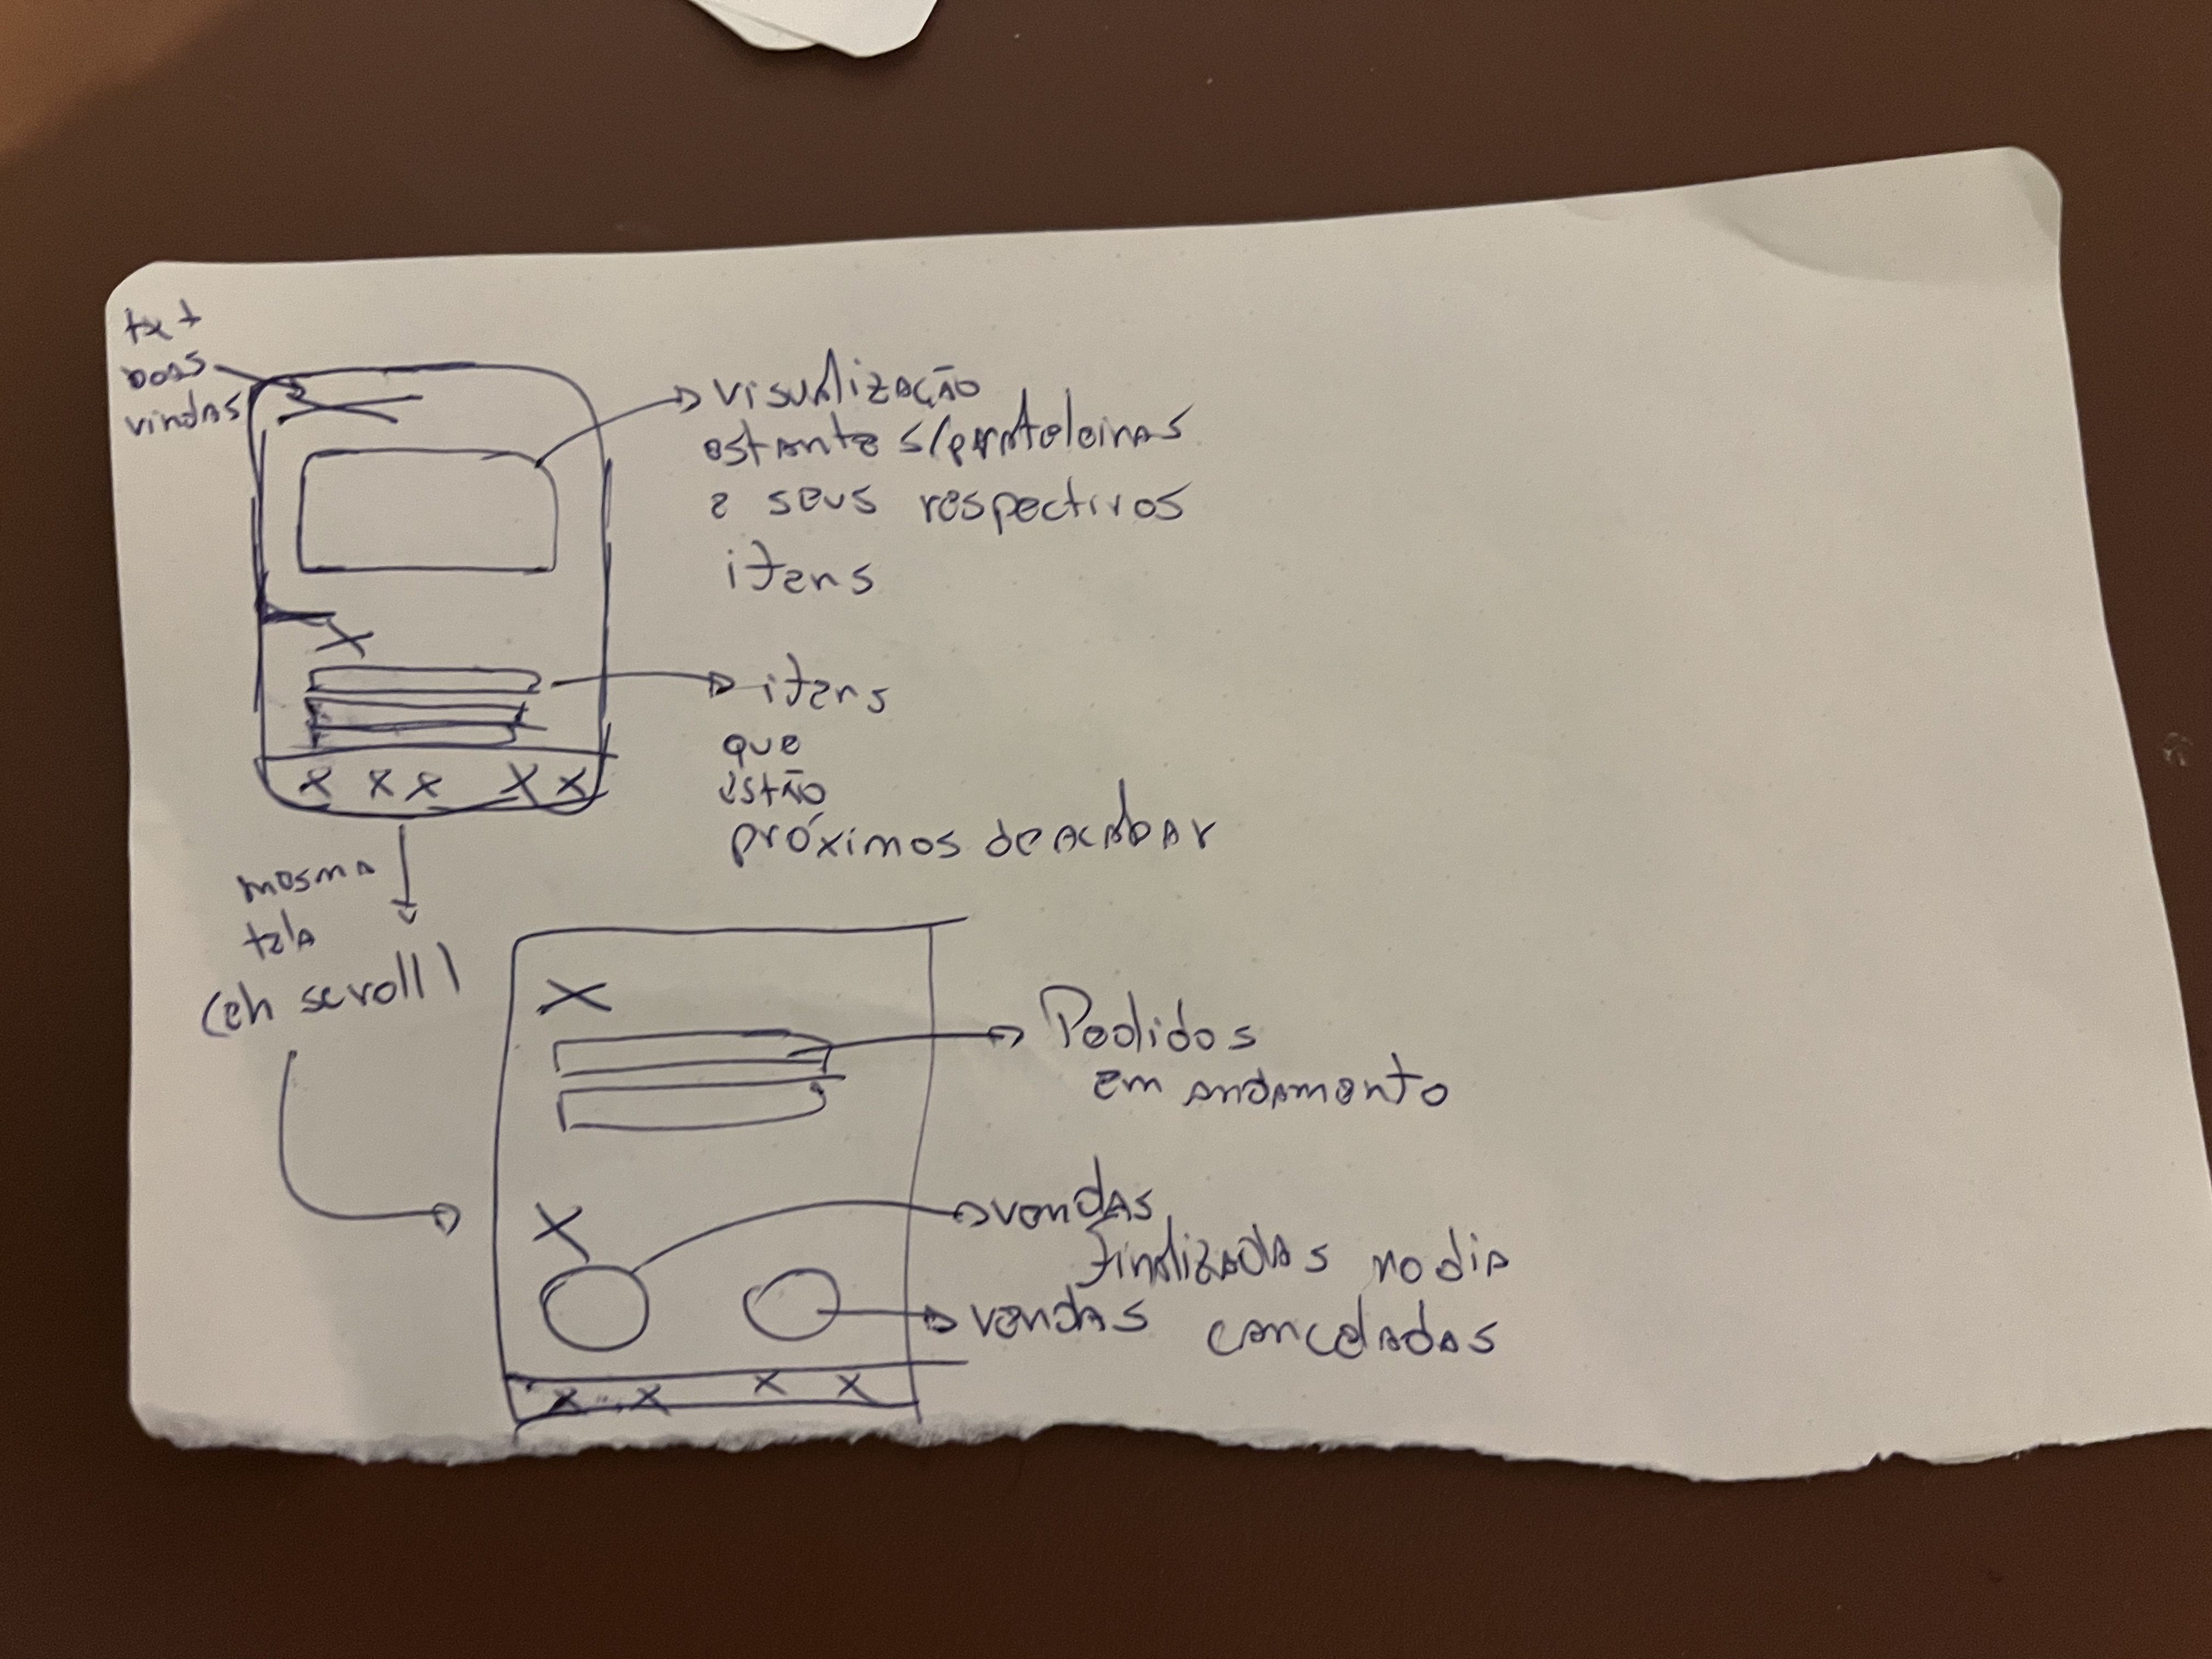 txt
boas
vindas
visualização
estante s/prateleiras
e seus respectivos
itens
itens
que
estão
próximos de acabar
mesma
tela
(eh scroll)
Pedidos
em andamento
vendas
finalizadas no dia
vendas canceladas